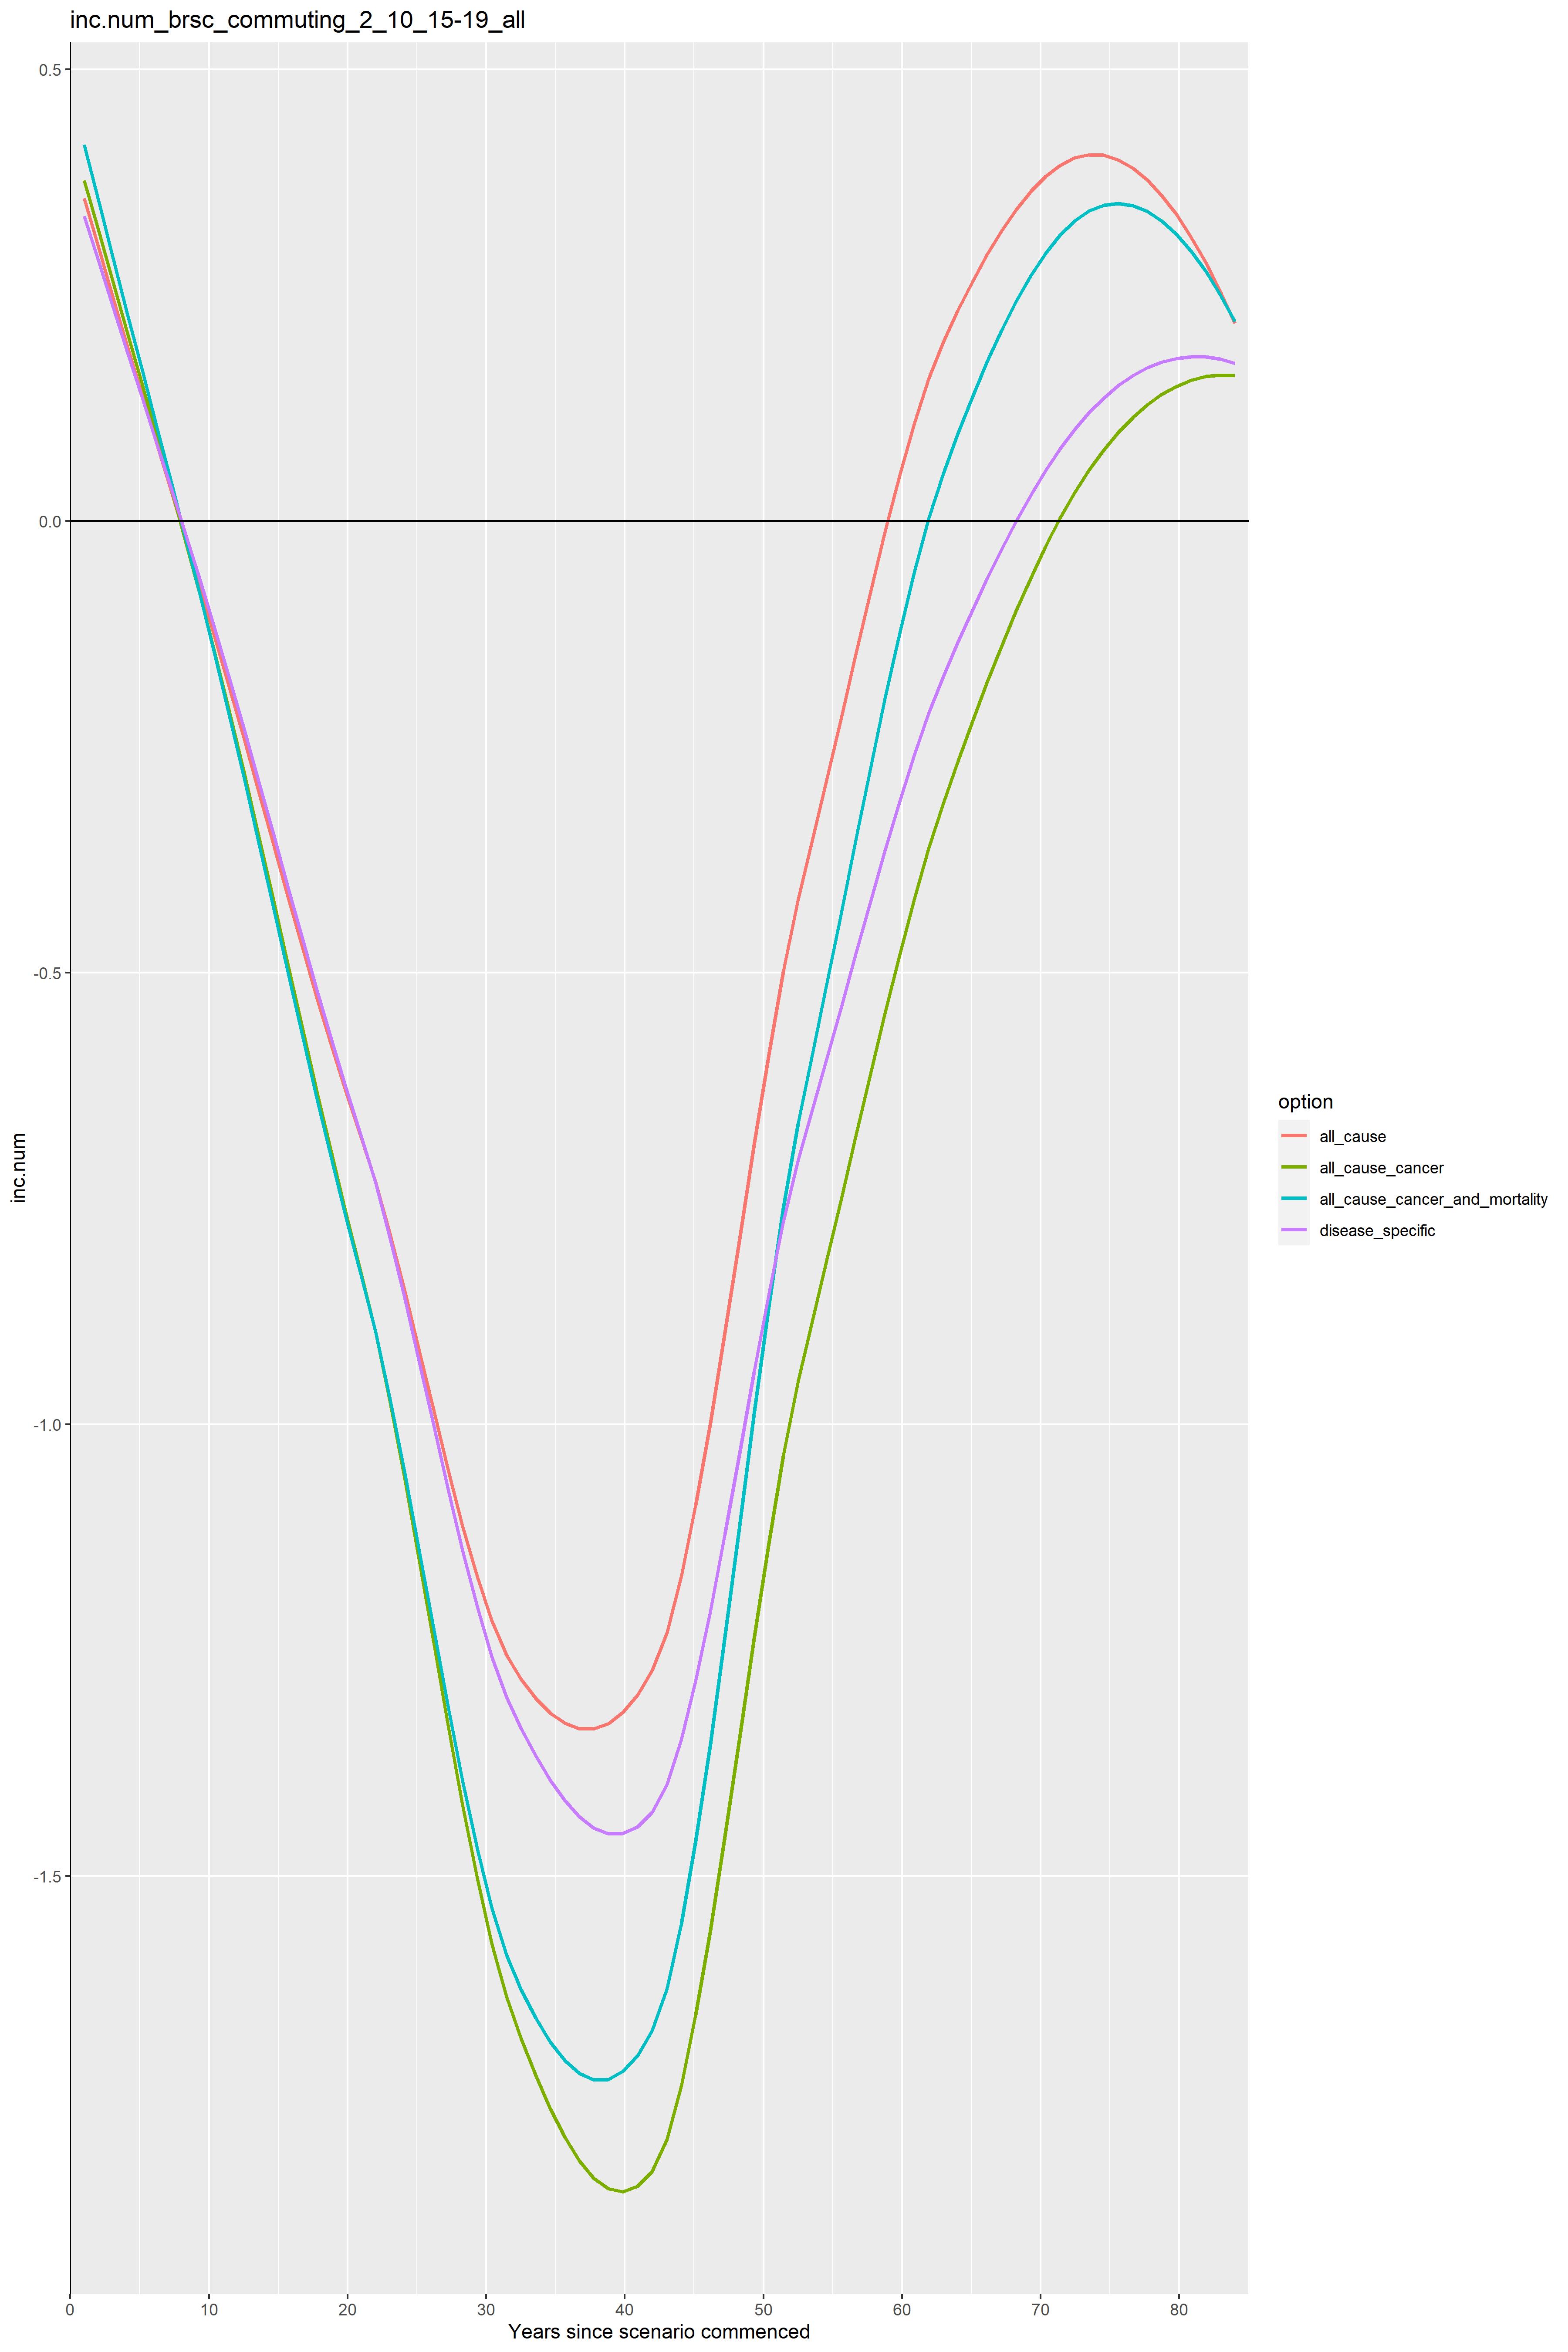 inc.num_brsc_commuting_2_10_15-19_all
0.5
0.0
-0.5
-1.0
-1.5
inc.num
0 10 20 30 40 50 60 70 80
Years since scenario commenced
option
all_cause
all_cause_cancer
all_cause_cancer_and_mortality
disease_specific